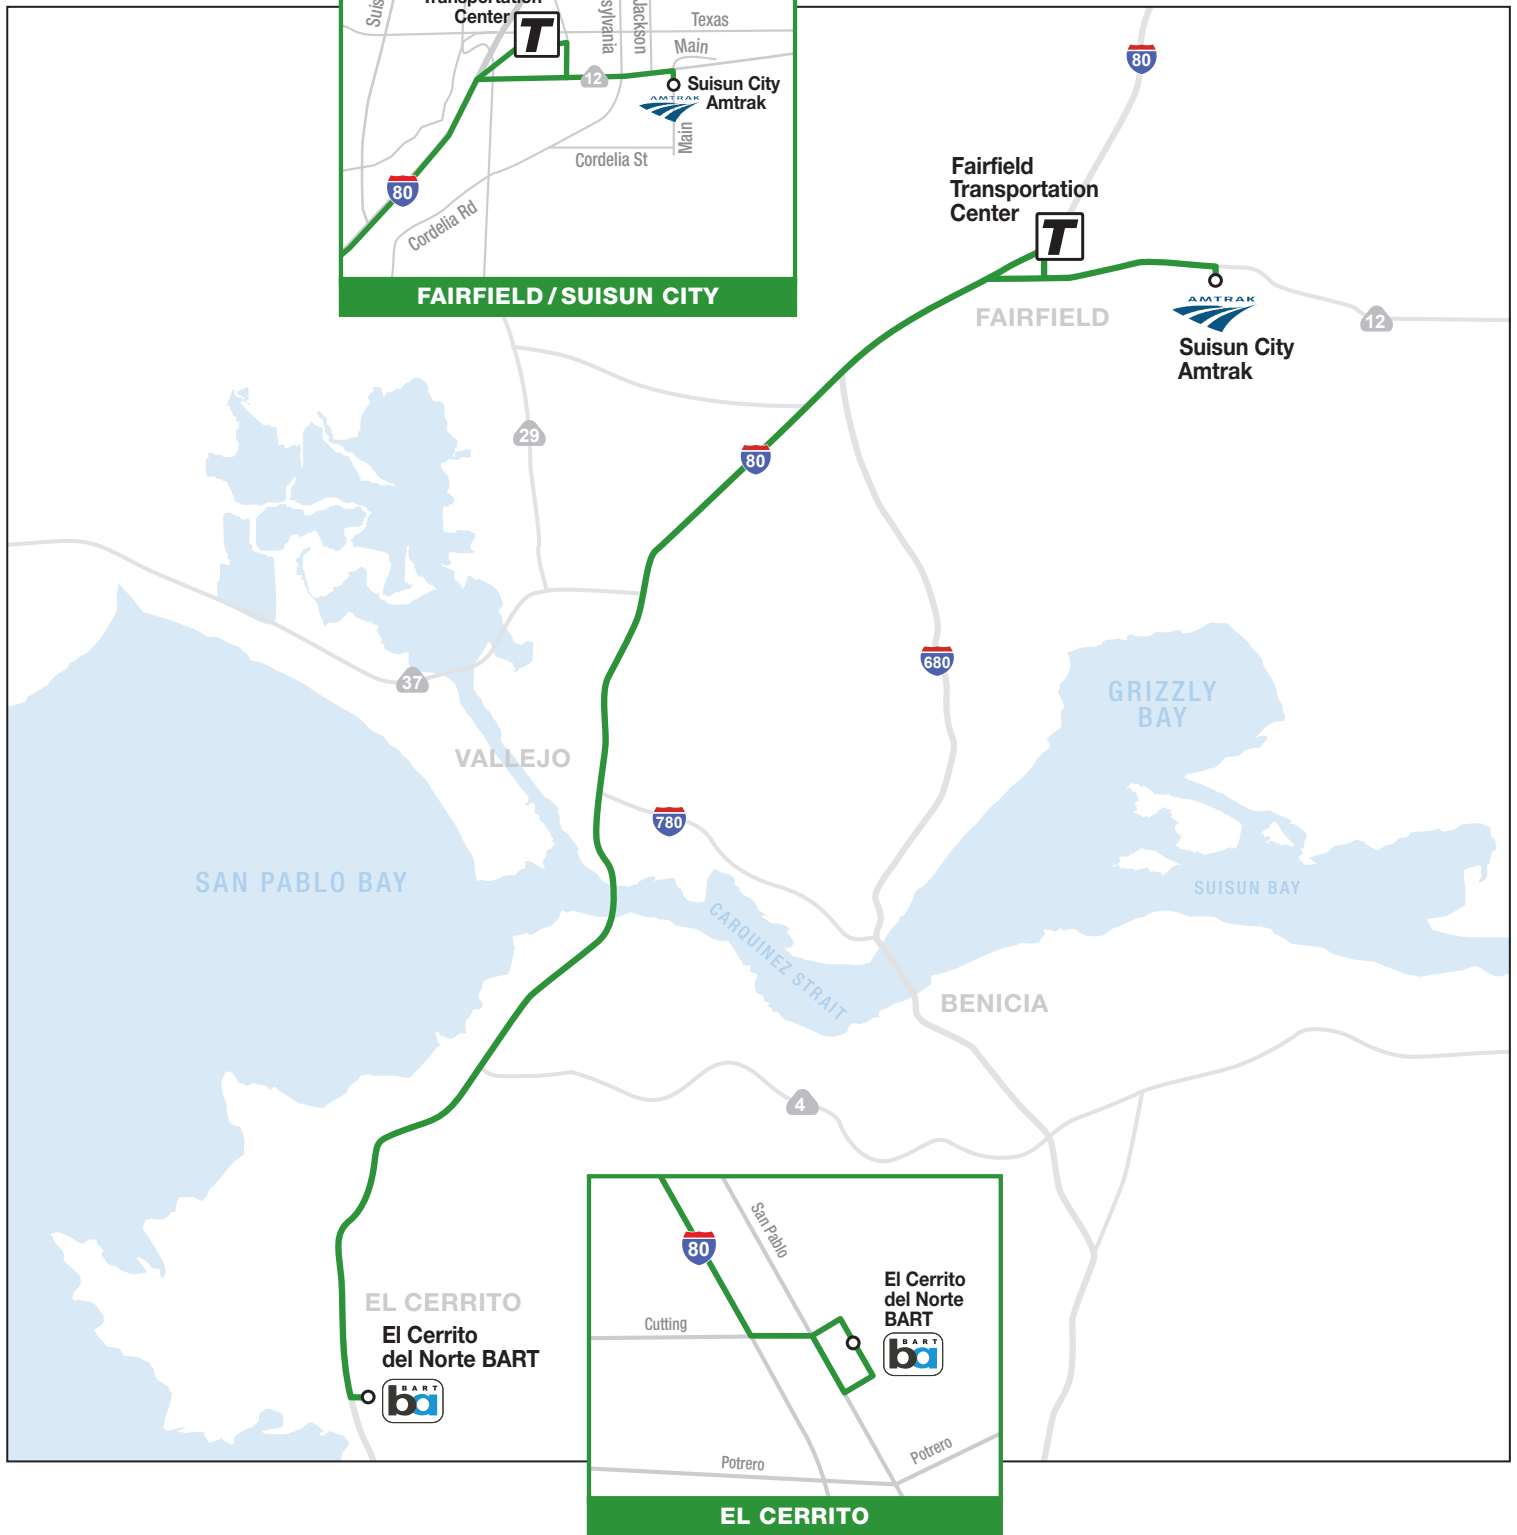 Transportation
Center
T
Texas
Jackson
Main
12
Suisun City
Amtrak
AMTRAK
Main
Cordelia St
Cordelia Rd
80
FAIRFIELD / SUISUN CITY
80
Fairfield
Transportation
Center
T
FAIRFIELD
AMTRAK
Suisun City
Amtrak
12
29
80
37
680
GRIZZLY
BAY
VALLEJO
780
SAN PABLO BAY
SUISUN BAY
CARQUINEZ STRAIT
BENICIA
4
EL CERRITO
El Cerrito
del Norte BART
BART
ba
80
San Pablo
Cutting
El Cerrito
del Norte
BART
BART
ba
Potrero
Potrero
EL CERRITO